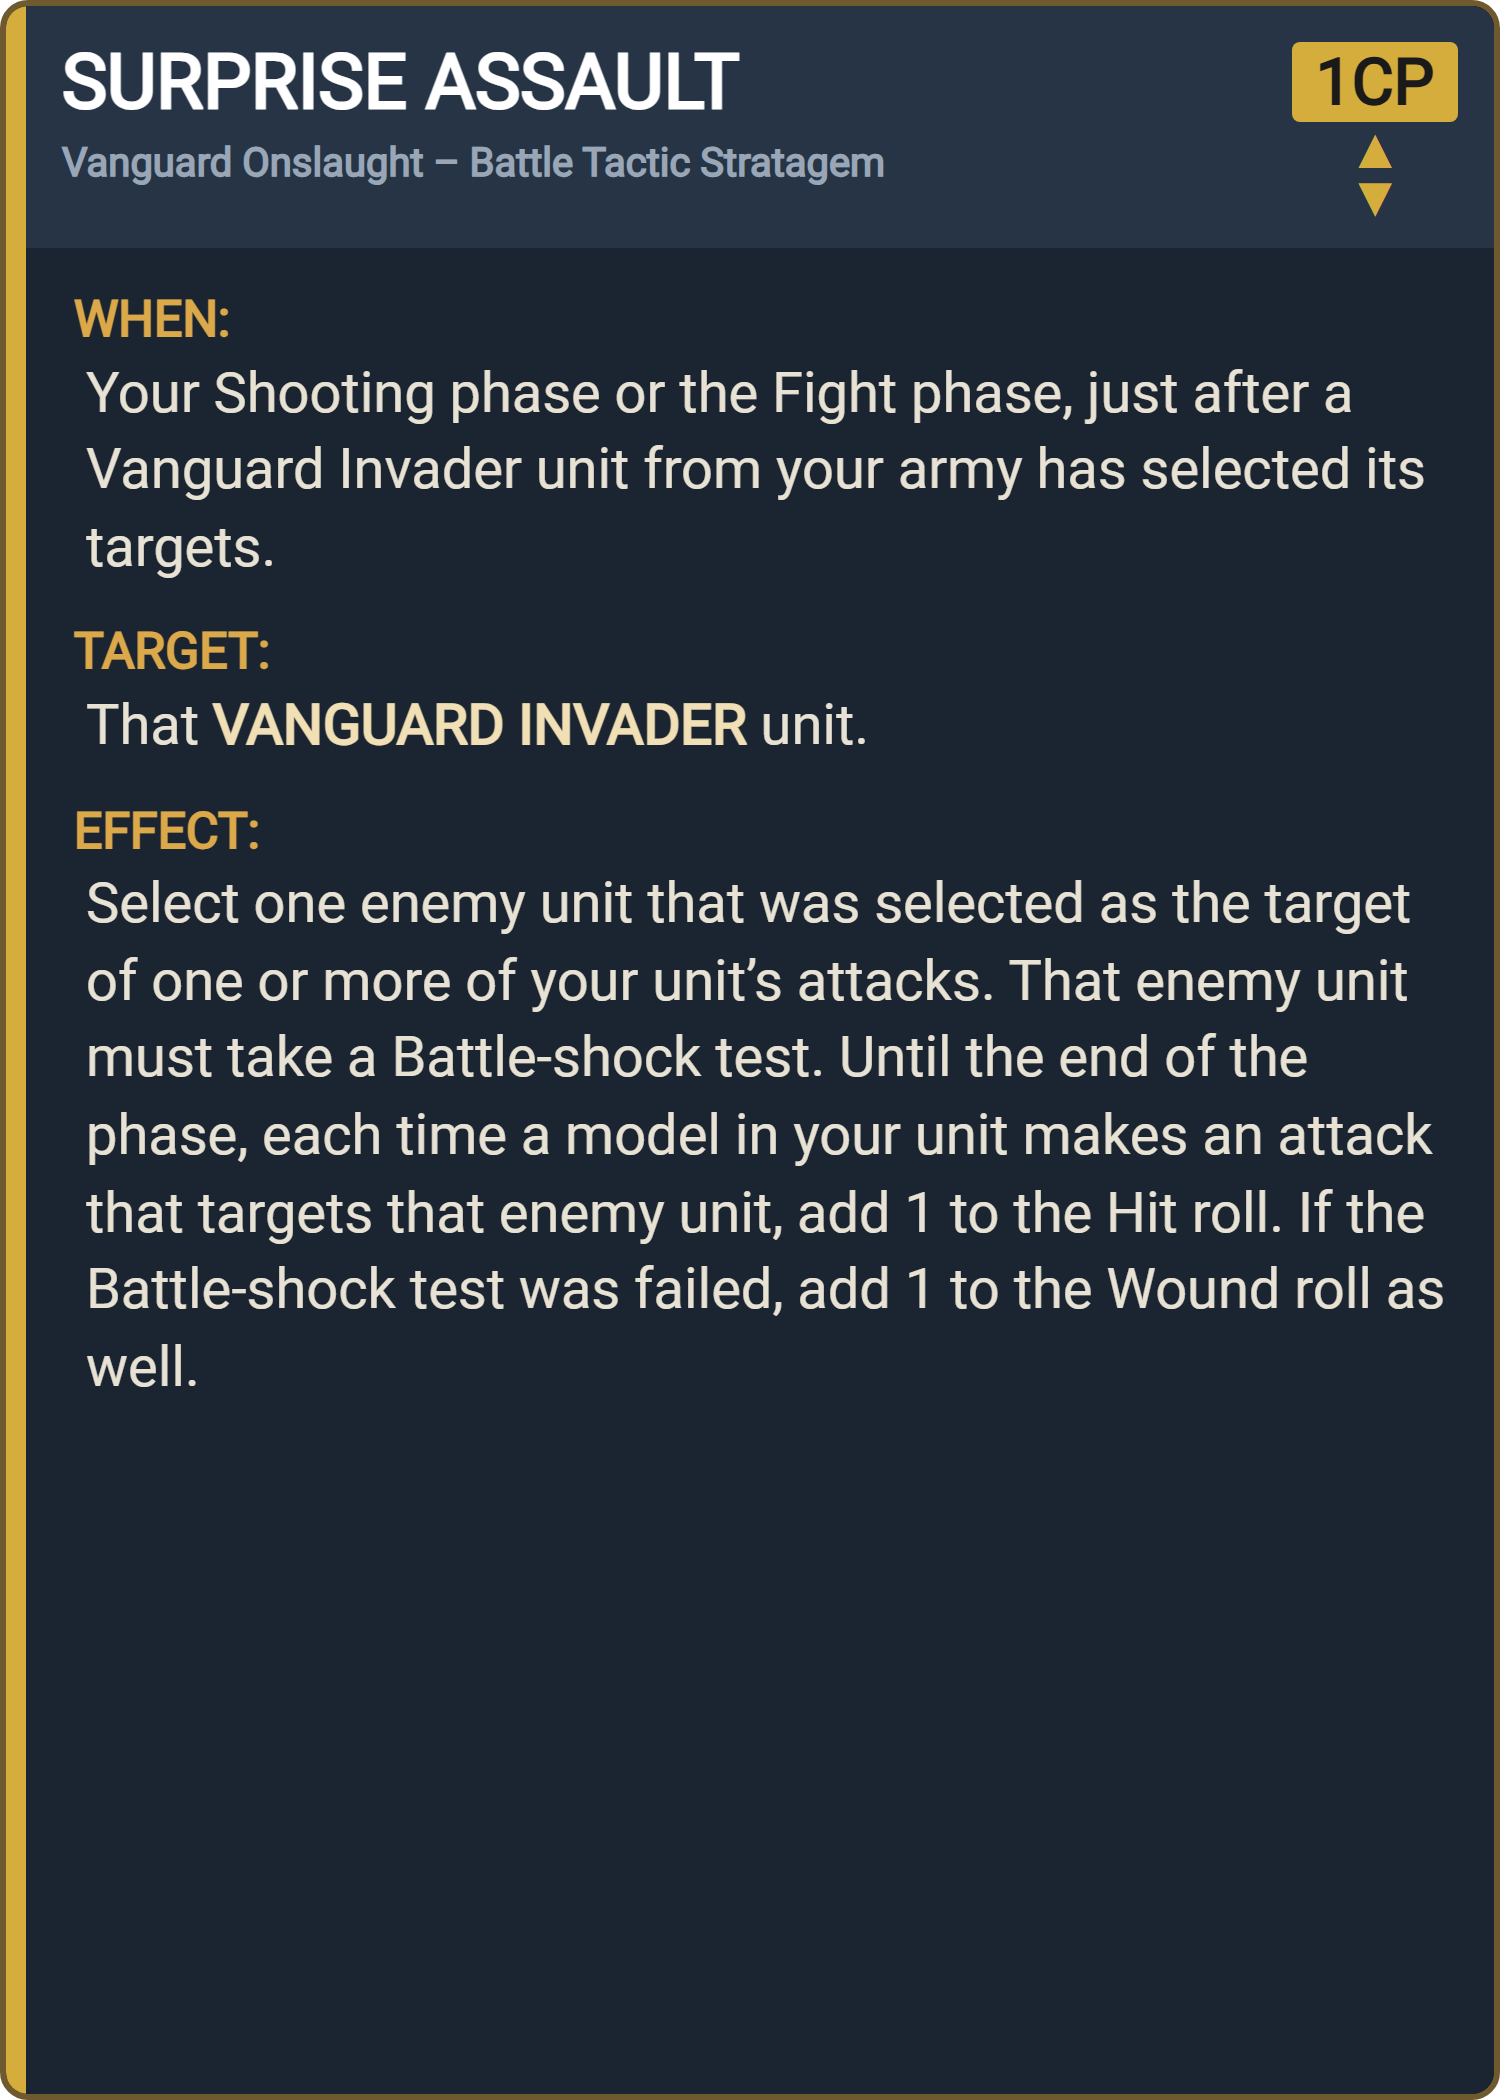 SURPRISE ASSAULT
1CP
Vanguard Onslaught – Battle Tactic Stratagem
WHEN:
Your Shooting phase or the Fight phase, just after a
Vanguard Invader unit from your army has selected its
targets.
TARGET:
That VANGUARD INVADER unit.
EFFECT:
Select one enemy unit that was selected as the target
of one or more of your unit’s attacks. That enemy unit
must take a Battle-shock test. Until the end of the
phase, each time a model in your unit makes an attack
that targets that enemy unit, add 1 to the Hit roll. If the
Battle-shock test was failed, add 1 to the Wound roll as
well.